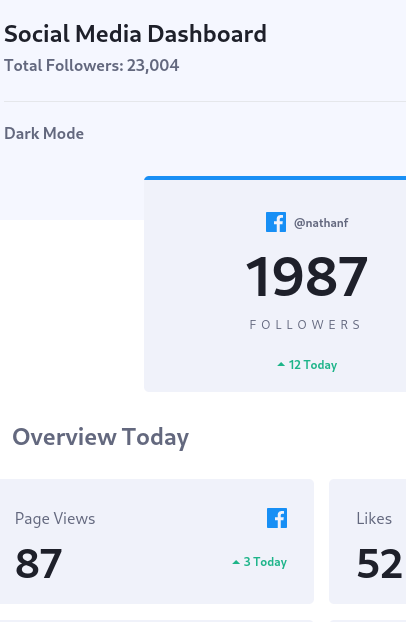 Social Media Dashboard
Total Followers: 23,004
Dark Mode
@nathanf
1987
FOLLOWERS
12 Today
Overview Today
Page Views
87
3 Today
Likes
52